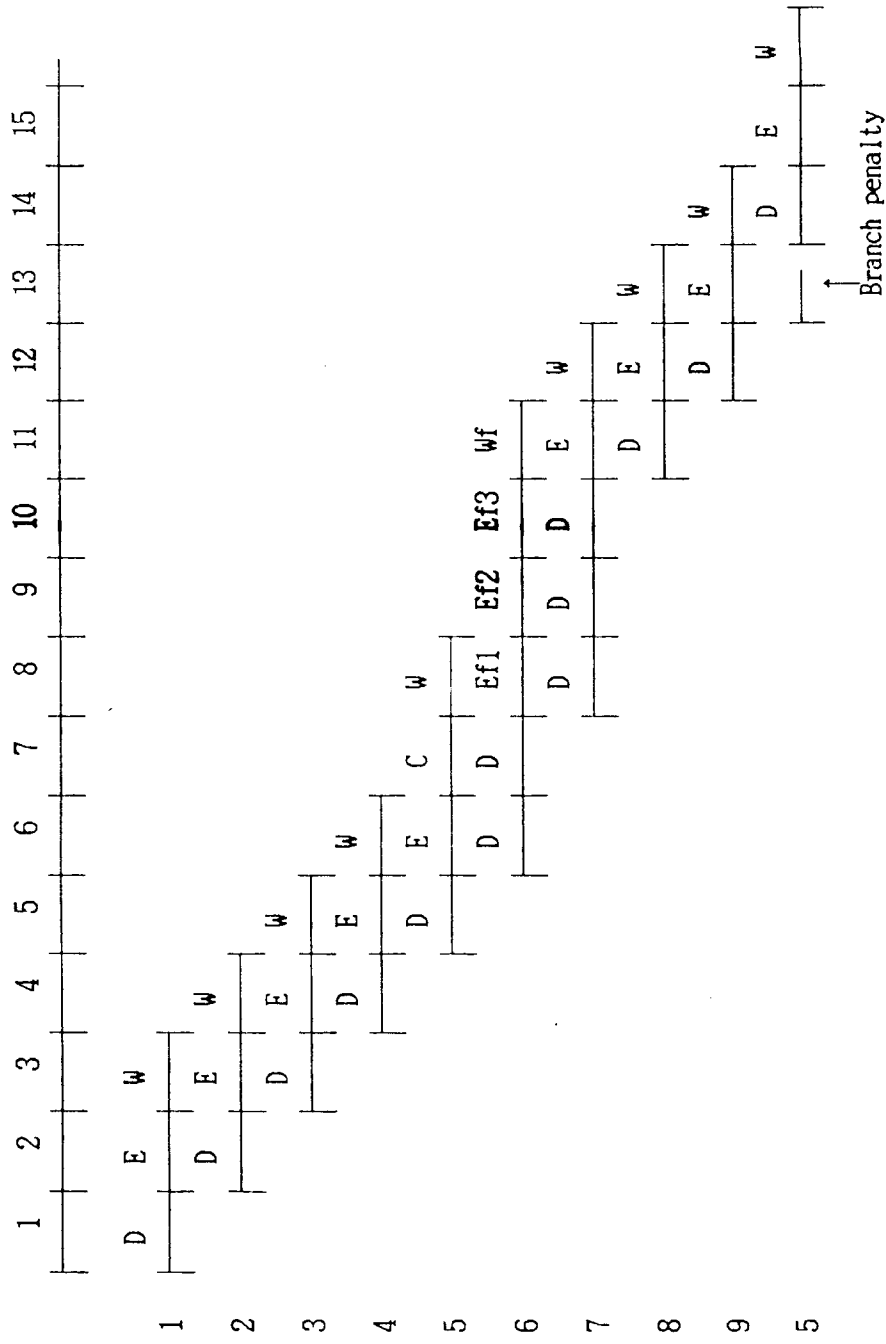 1 2 3 4 5 6 7 8 9 10 11 12 13 14 15
1 D E W
2 D E W
3 D E W
4 D E W
5 D E C W
6 D D Ef1 Ef2 Ef3 Wf
7 D D D E W
8 D E W
9 D E W
5 D E W
Branch penalty